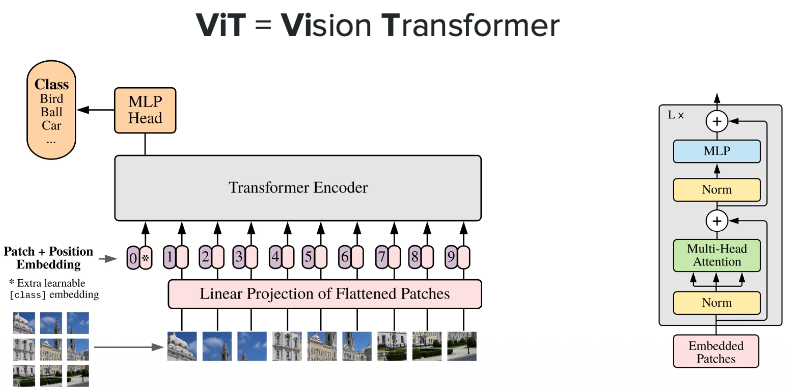 ViT = Vision Transformer
Class
Bird
Ball
Car
...
MLP
Head
Transformer Encoder
Patch + Position
Embedding
0 * 1 2 3 4 5 6 7 8 9
* Extra learnable
[class] embedding
Linear Projection of Flattened Patches
L ×
+
MLP
Norm
+
Multi-Head
Attention
Norm
Embedded
Patches